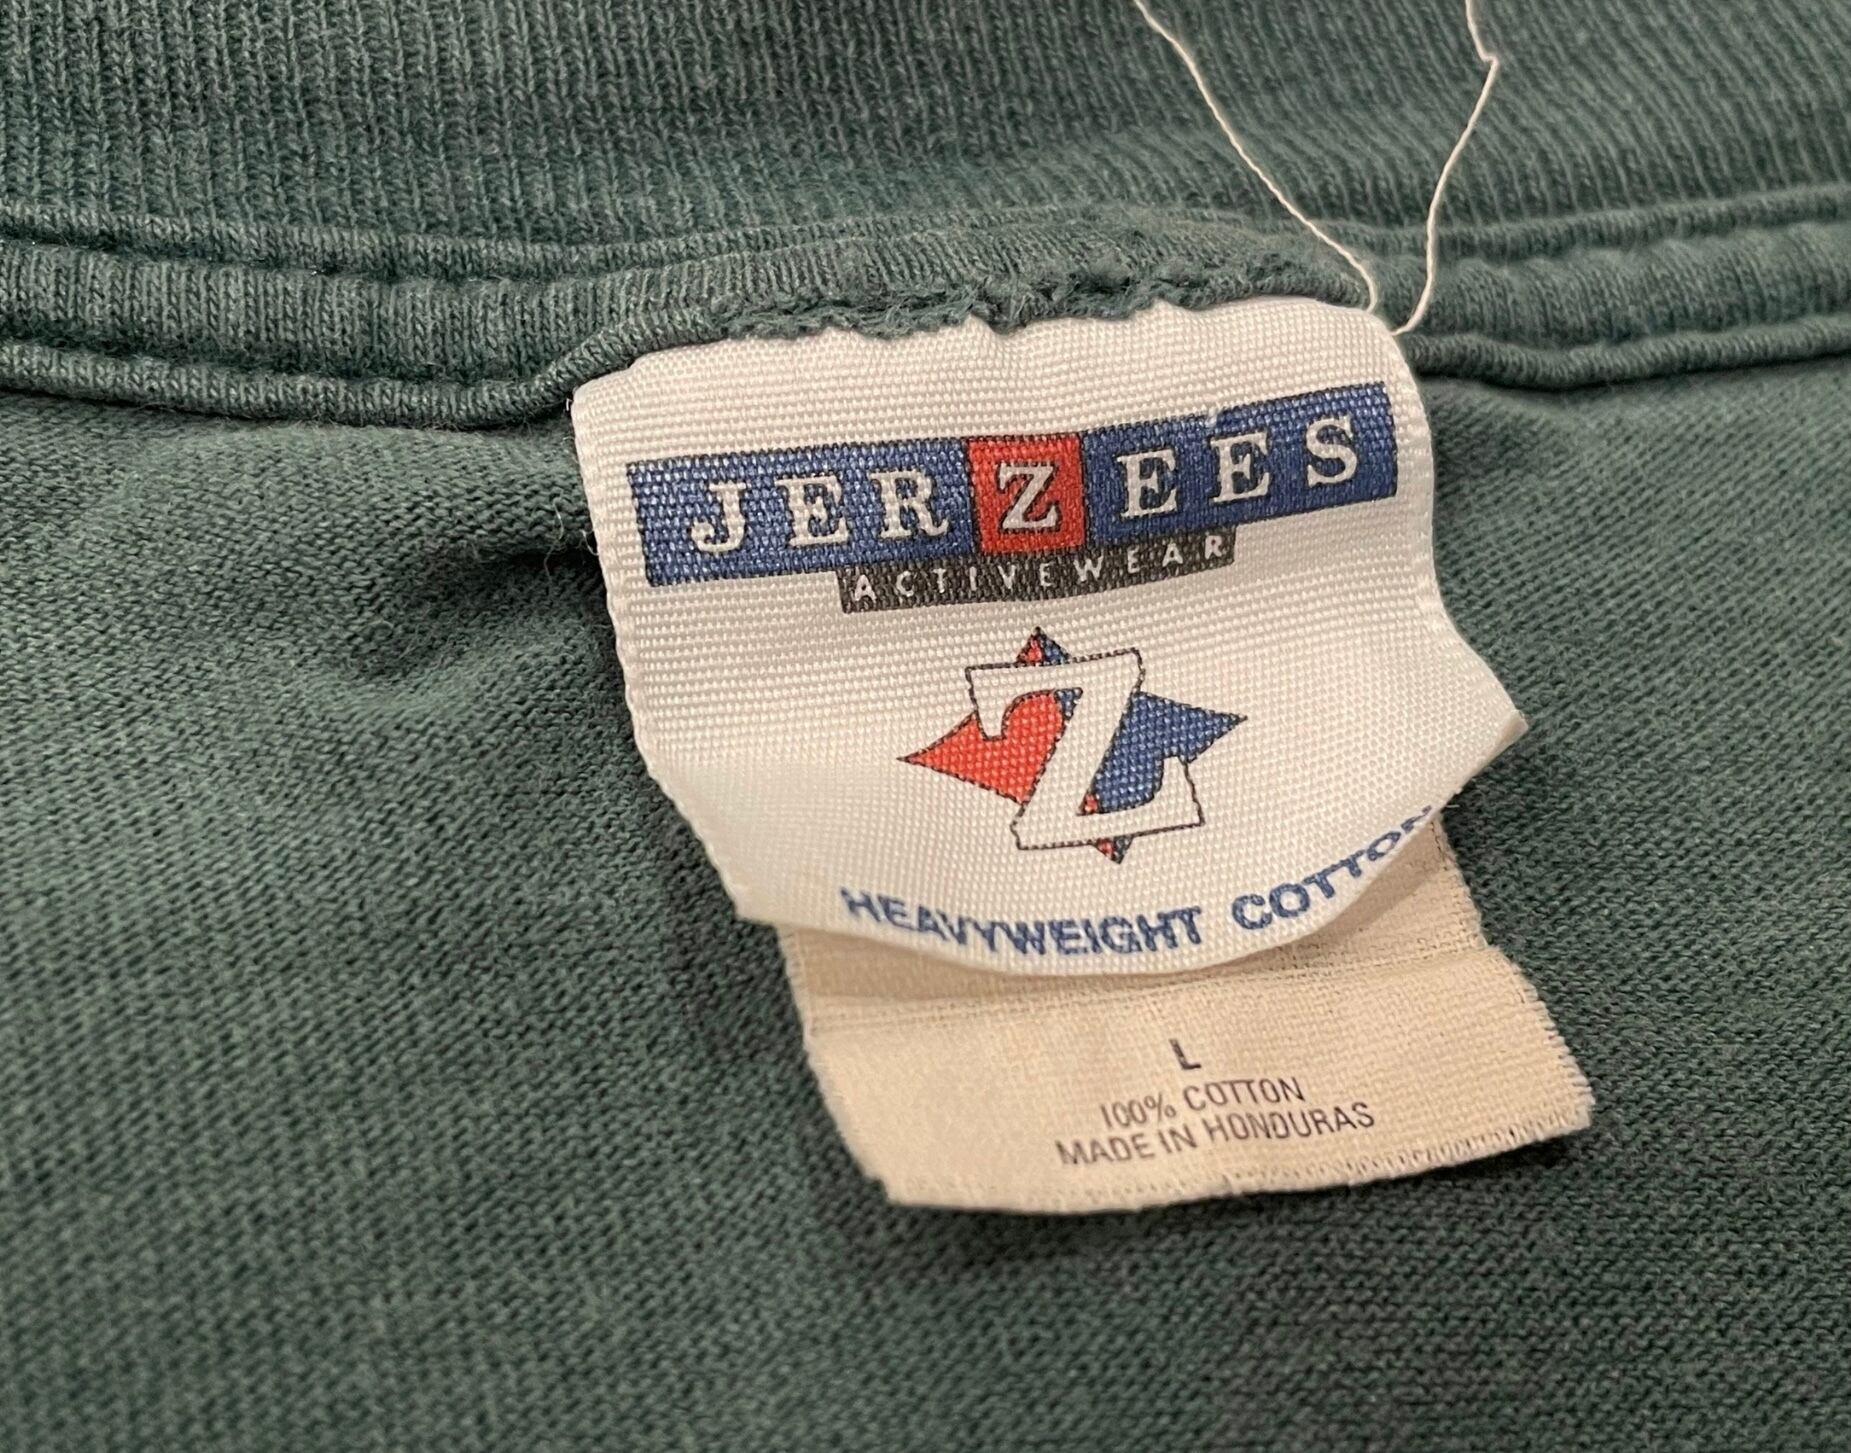 JERZEES
ACTIVEWEAR
Z
HEAVYWEIGHT COTTON
L
100% COTTON
MADE IN HONDURAS